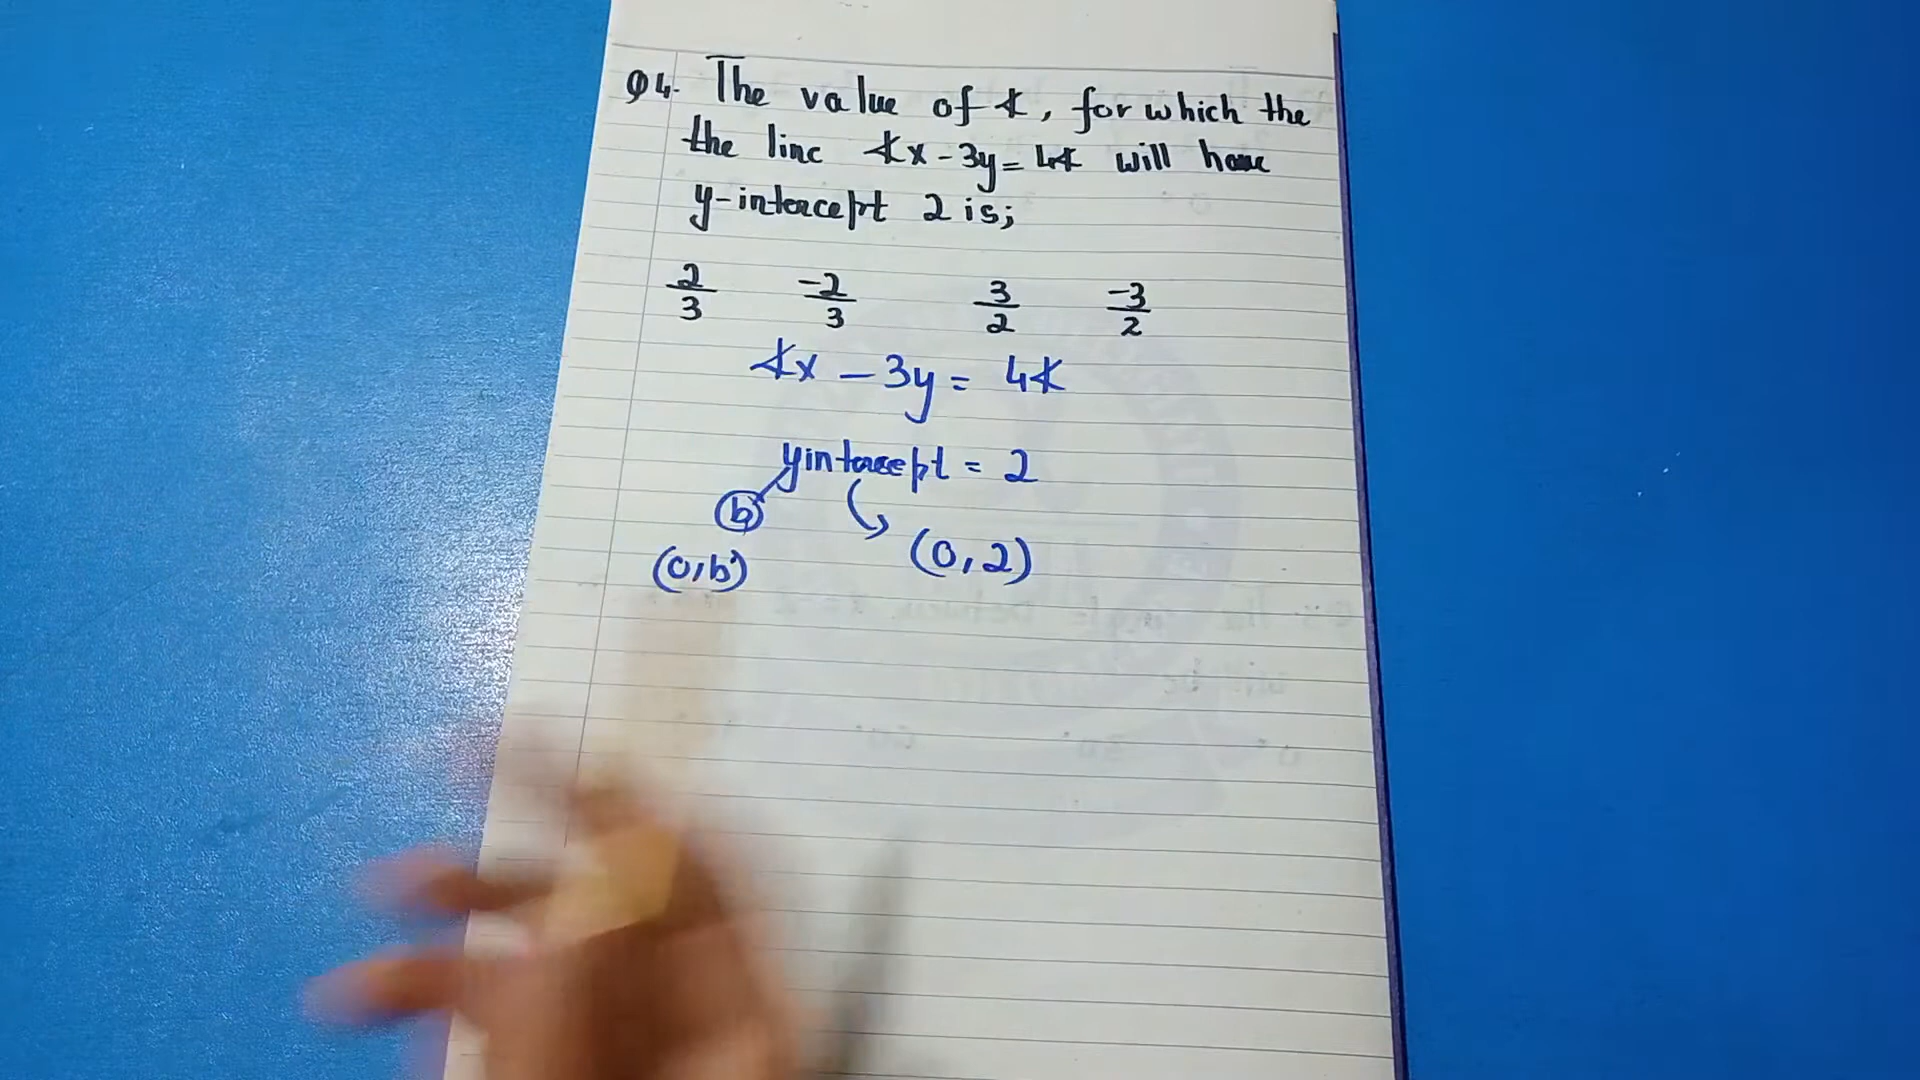 Q4. The value of k, for which the
the line kx - 3y = 4k will have
y-intercept 2 is;
2/3 -2/3 3/2 -3/2
kx - 3y = 4k
y intercept = 2
b
(0,b) (0,2)